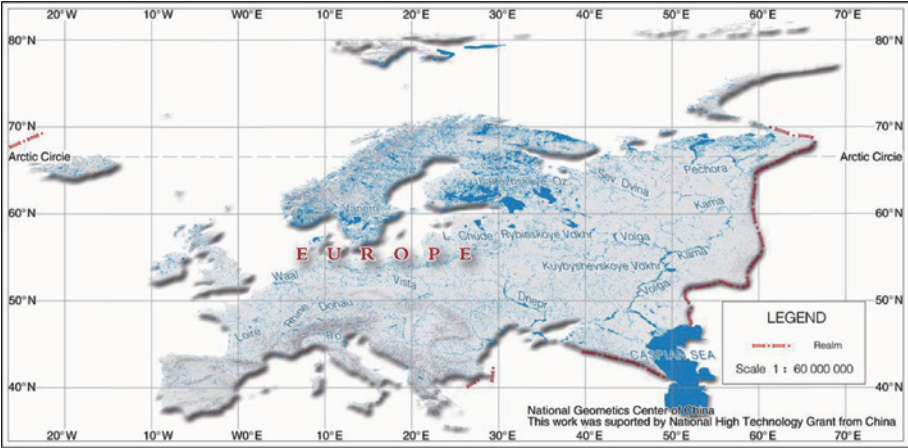 20°W 10°W W0°E 10°E 20°E 30°E 40°E 50°E 60°E 70°E
80°N 80°N
70°N 70°N
Arctic Circie Arctic Circie
Pechora
Oz.
Sev. Dvina
Kama
60°N 60°N
Vanern
L. Chude Rybinskoye Vdkhr
Volga
EUROPE
Kama
Kuybyshevskoye Vdkhr
Waal
Vista
Volga
50°N 50°N
Rhine
Donau
Dnepr
Loire
LEGEND
Realm
CASPIAN SEA
Scale 1 : 60 000 000
40°N 40°N
National Geometics Center of China
This work was suported by National High Technology Grant from China
20°W 10°W W0°E 10°E 20°E 30°E 40°E 50°E 60°E 70°E